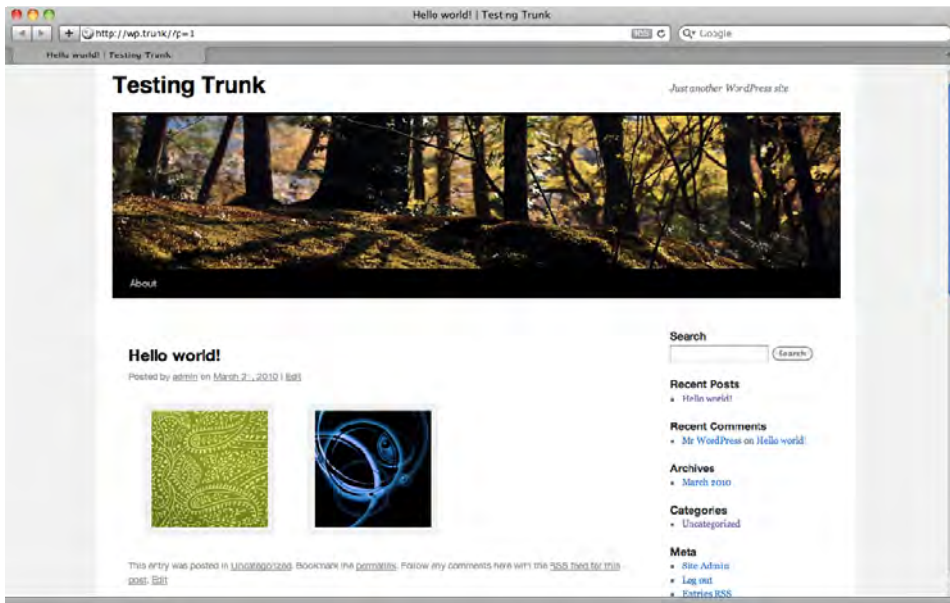 Hello world! | Testing Trunk
http://wp.trunk/?p=1
RSS
Google
Hello world! | Testing Trunk
Testing Trunk
Just another WordPress site
About
Hello world!
Posted by admin on March 21, 2010 | Edit
This entry was posted in Uncategorized. Bookmark the permalink. Follow any comments here with the RSS feed for this
post. Edit
Search
Search
Recent Posts
Hello world!
Recent Comments
Mr WordPress on Hello world!
Archives
March 2010
Categories
Uncategorized
Meta
Site Admin
Log out
Entries RSS